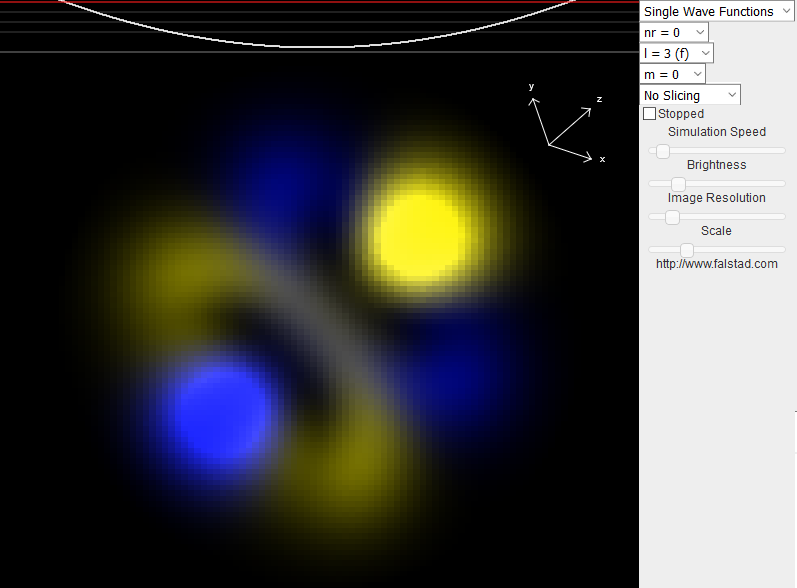 Single Wave Functions
nr = 0
l = 3 (f)
m = 0
No Slicing
Stopped
Simulation Speed
Brightness
Image Resolution
Scale
http://www.falstad.com
y
z
x